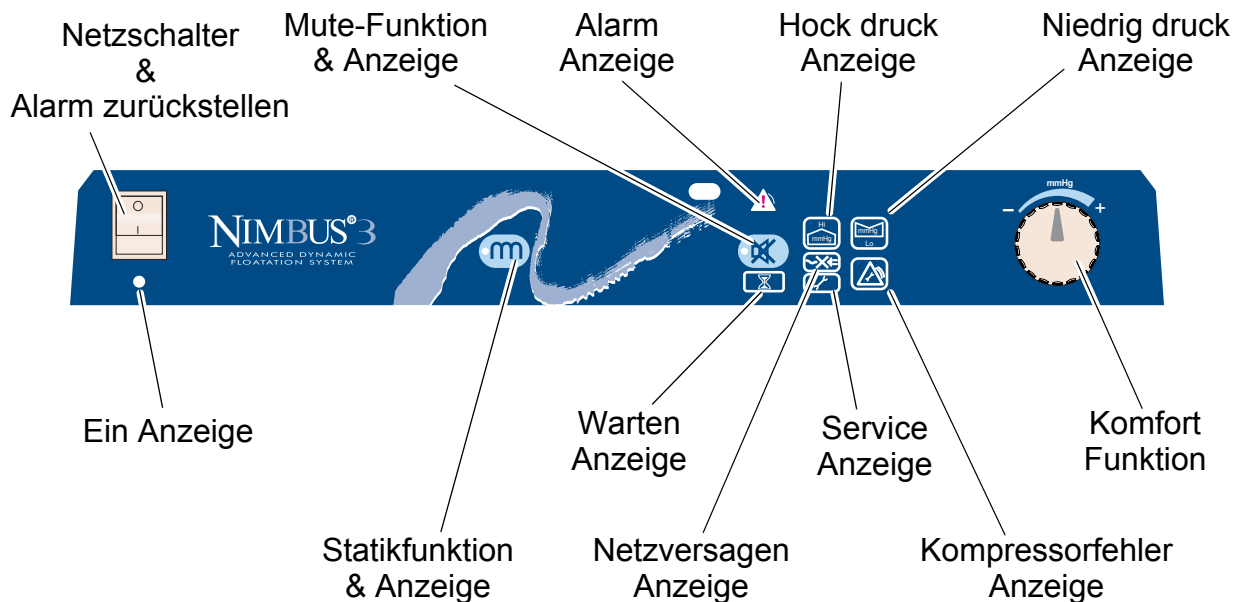 Netzschalter
&
Alarm zurückstellen
Mute-Funktion
& Anzeige
Alarm
Anzeige
Hock druck
Anzeige
Niedrig druck
Anzeige
O
I
NIMBUS® 3
ADVANCED DYNAMIC
FLOATATION SYSTEM
Hi
mmHg
mmHg
Lo
mmHg
– +
Ein Anzeige
Statikfunktion
& Anzeige
Warten
Anzeige
Netzversagen
Anzeige
Service
Anzeige
Kompressorfehler
Anzeige
Komfort
Funktion